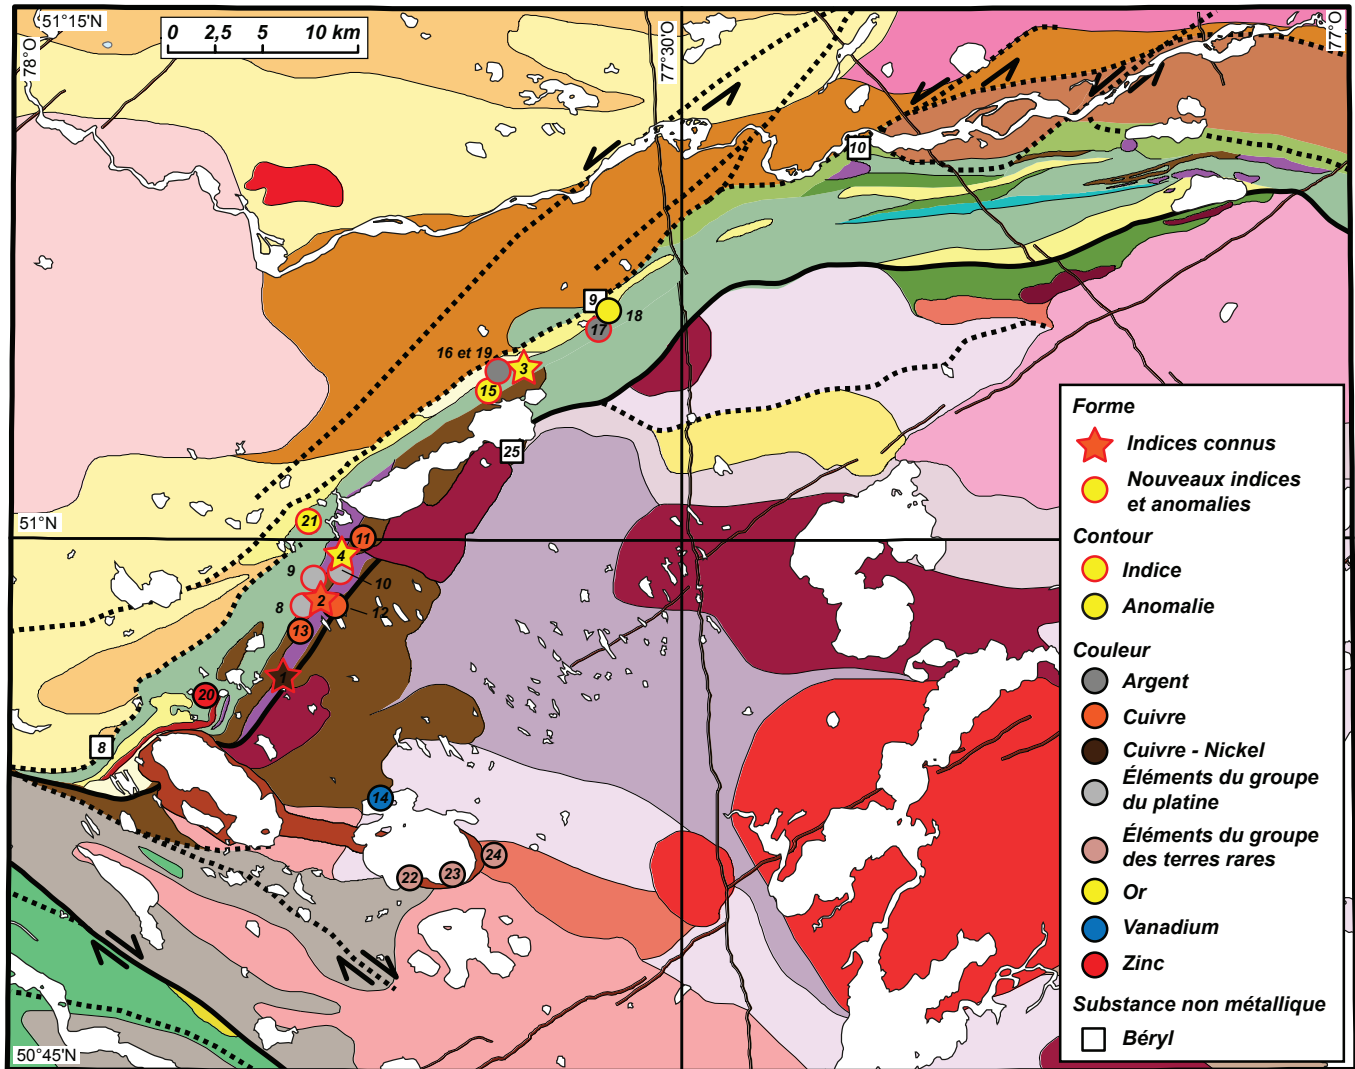 51°15'N
0 2,5 5 10 km
78°O
77°30'O
77°O
10
9
18
17
16 et 19
3
15
25
51°N
21
11
4
9
10
2
8
12
13
1
20
8
14
24
22
23
50°45'N
Forme
Indices connus
Nouveaux indices
et anomalies
Contour
Indice
Anomalie
Couleur
Argent
Cuivre
Cuivre - Nickel
Éléments du groupe
du platine
Éléments du groupe
des terres rares
Or
Vanadium
Zinc
Substance non métallique
Béryl